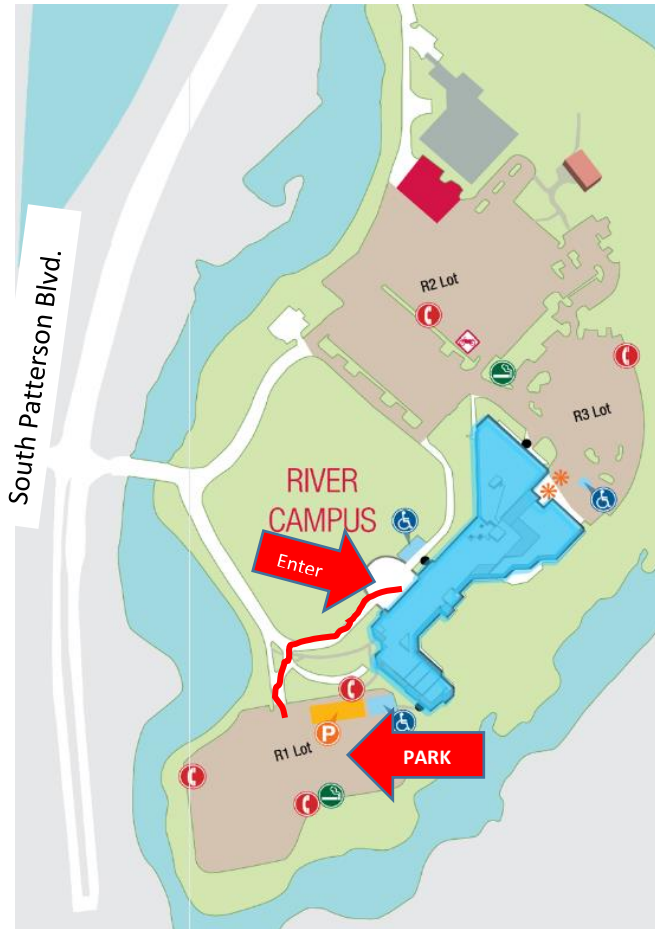 South Patterson Blvd.
R2 Lot
R3 Lot
RIVER
CAMPUS
Enter
P
R1 Lot
PARK